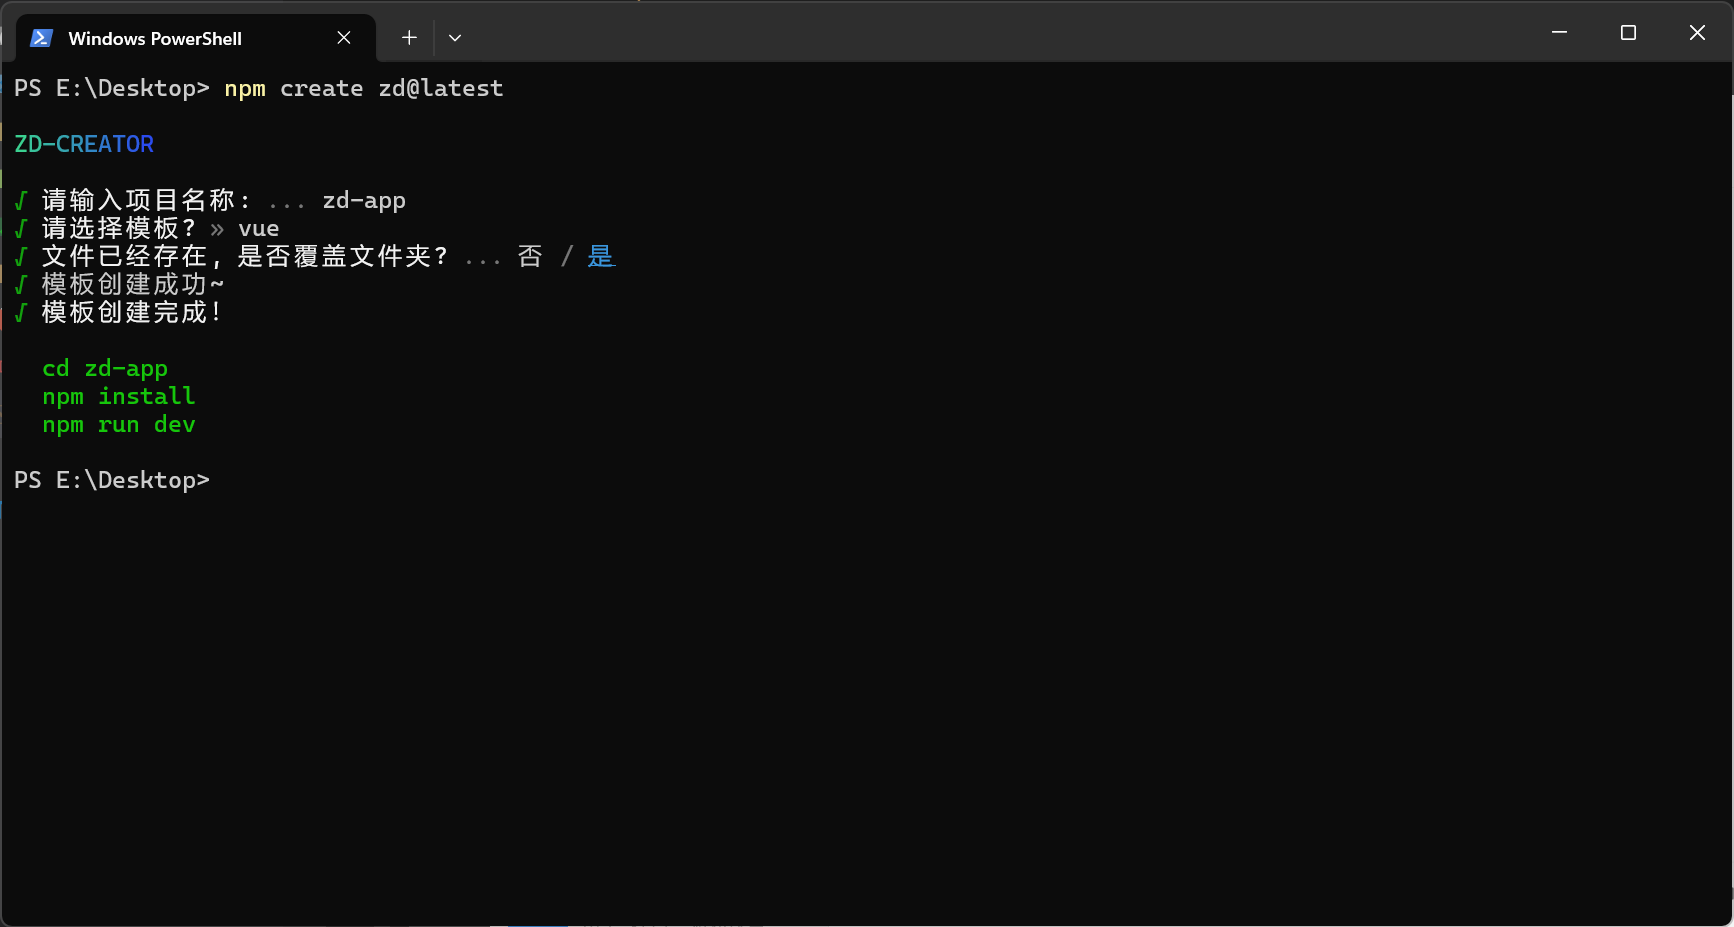 Windows PowerShell
PS E:\Desktop> npm create zd@latest
ZD-CREATOR
√ 请输入项目名称: ... zd-app
√ 请选择模板? » vue
√ 文件已经存在, 是否覆盖文件夹? ... 否 / 是
√ 模板创建成功~
√ 模板创建完成!
cd zd-app
npm install
npm run dev
PS E:\Desktop>